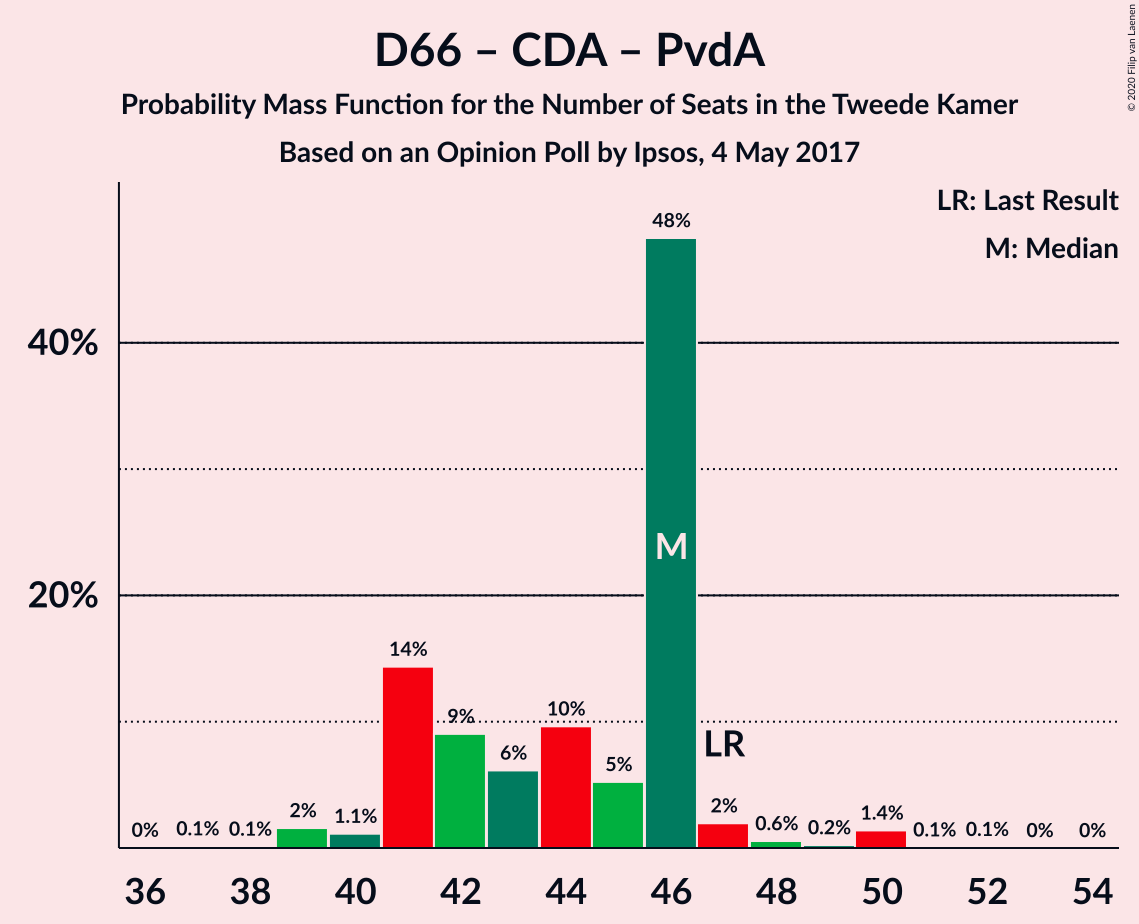 D66 – CDA – PvdA
Probability Mass Function for the Number of Seats in the Tweede Kamer
Based on an Opinion Poll by Ipsos, 4 May 2017
© 2020 Filip van Laenen
LR: Last Result
M: Median
40%
20%
0%
0.1%
0.1%
2%
1.1%
14%
9%
6%
10%
5%
48%
M
LR
2%
0.6%
0.2%
1.4%
0.1%
0.1%
0%
0%
36 38 40 42 44 46 48 50 52 54